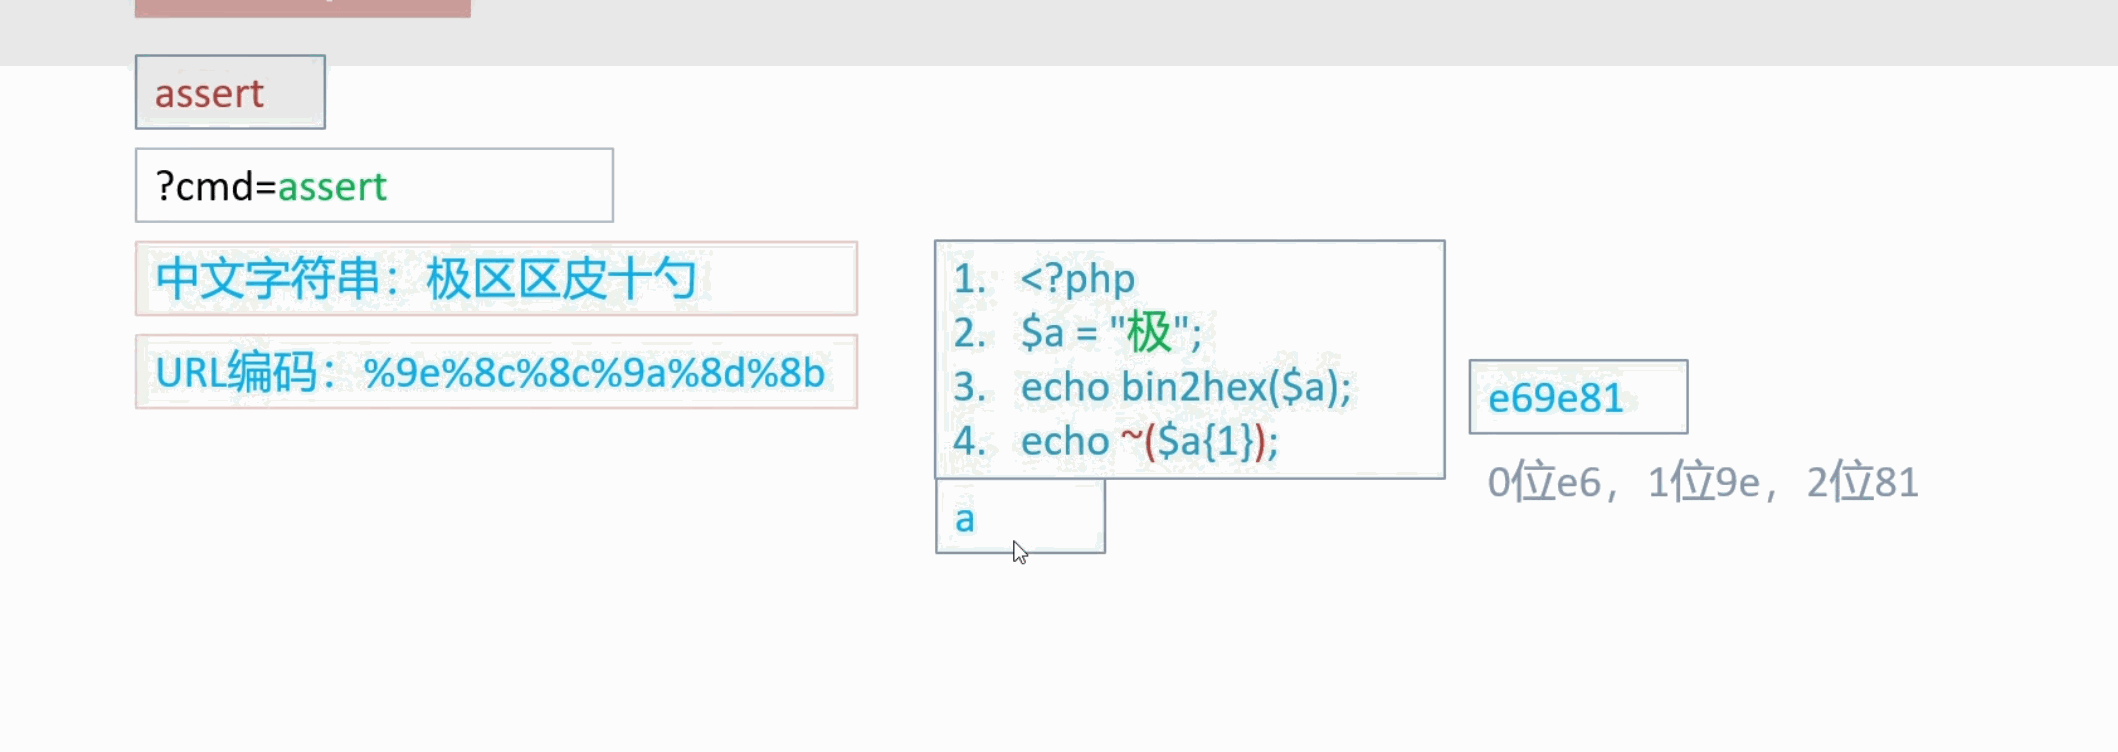 assert
?cmd=assert
中文字符串：极区区皮十勺
URL编码：%9e%8c%8c%9a%8d%8b
1. <?php
2. $a = "极";
3. echo bin2hex($a);
4. echo ~($a{1});
a
e69e81
0位e6，1位9e，2位81